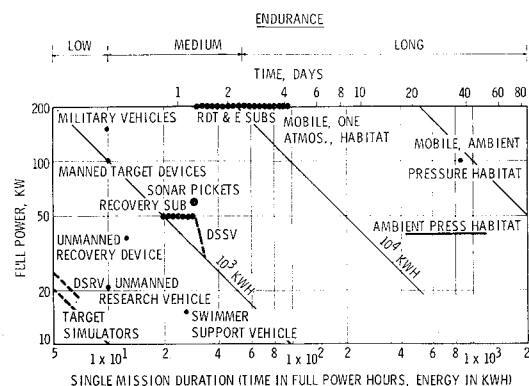 ENDURANCE
LOW MEDIUM LONG
TIME, DAYS
1 2 4 6 8 10 20 40 60 80
200
MILITARY VEHICLES
RDT & E SUBS
MOBILE, ONE
ATMOS., HABITAT
MOBILE, AMBIENT
PRESSURE HABITAT
100
MANNED TARGET DEVICES
SONAR PICKETS
RECOVERY SUB
FULL POWER, KW
50
DSSV
AMBIENT PRESS HABITAT
UNMANNED
RECOVERY DEVICE
10³ KWH
10⁴ KWH
DSRV
UNMANNED
RESEARCH VEHICLE
20
TARGET
SIMULATORS
SWIMMER
SUPPORT VEHICLE
10
5 1 x 10¹ 2 4 6 8 1 x 10² 2 4 6 8 1 x 10³ 2
SINGLE MISSION DURATION (TIME IN FULL POWER HOURS, ENERGY IN KWH)